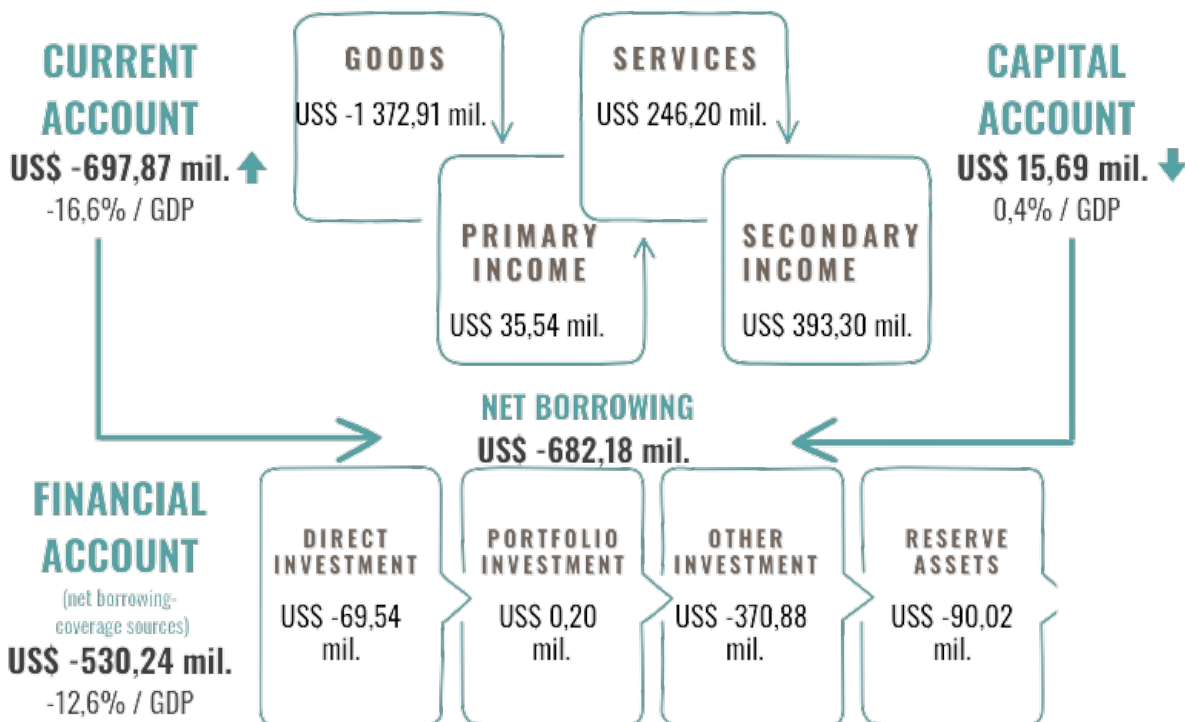 CURRENT
ACCOUNT
US$ -697,87 mil.
-16,6% / GDP
GOODS
US$ -1 372,91 mil.
SERVICES
US$ 246,20 mil.
PRIMARY
INCOME
US$ 35,54 mil.
SECONDARY
INCOME
US$ 393,30 mil.
CAPITAL
ACCOUNT
US$ 15,69 mil.
0,4% / GDP
NET BORROWING
US$ -682,18 mil.
FINANCIAL
ACCOUNT
(net borrowing-
coverage sources)
US$ -530,24 mil.
-12,6% / GDP
DIRECT
INVESTMENT
US$ -69,54
mil.
PORTFOLIO
INVESTMENT
US$ 0,20
mil.
OTHER
INVESTMENT
US$ -370,88
mil.
RESERVE
ASSETS
US$ -90,02
mil.